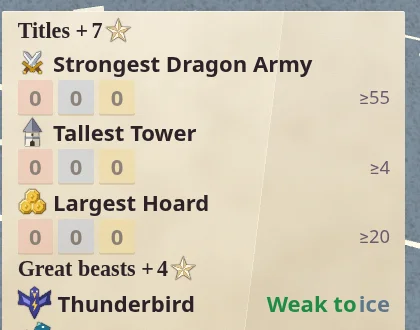 Titles +7
Strongest Dragon Army
0 0 0 ≥55
Tallest Tower
0 0 0 ≥4
Largest Hoard
0 0 0 ≥20
Great beasts +4
Thunderbird Weak to ice